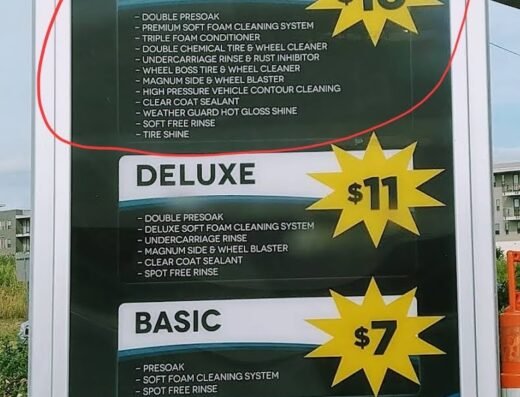 - DOUBLE PRESOAK
- PREMIUM SOFT FOAM CLEANING SYSTEM
- TRIPLE FOAM CONDITIONER
- DOUBLE CHEMICAL TIRE & WHEEL CLEANER
- UNDERCARRIAGE RINSE & RUST INHIBITOR
- WHEEL BOSS TIRE & WHEEL CLEANER
- MAGNUM SIDE & WHEEL BLASTER
- HIGH PRESSURE VEHICLE CONTOUR CLEANING
- CLEAR COAT SEALANT
- WEATHER GUARD HOT GLOSS SHINE
- SOFT FREE RINSE
- TIRE SHINE
DELUXE
$11
- DOUBLE PRESOAK
- DELUXE SOFT FOAM CLEANING SYSTEM
- UNDERCARRIAGE RINSE
- MAGNUM SIDE & WHEEL BLASTER
- CLEAR COAT SEALANT
- SPOT FREE RINSE
BASIC
$7
- PRESOAK
- SOFT FOAM CLEANING SYSTEM
- SPOT FREE RINSE